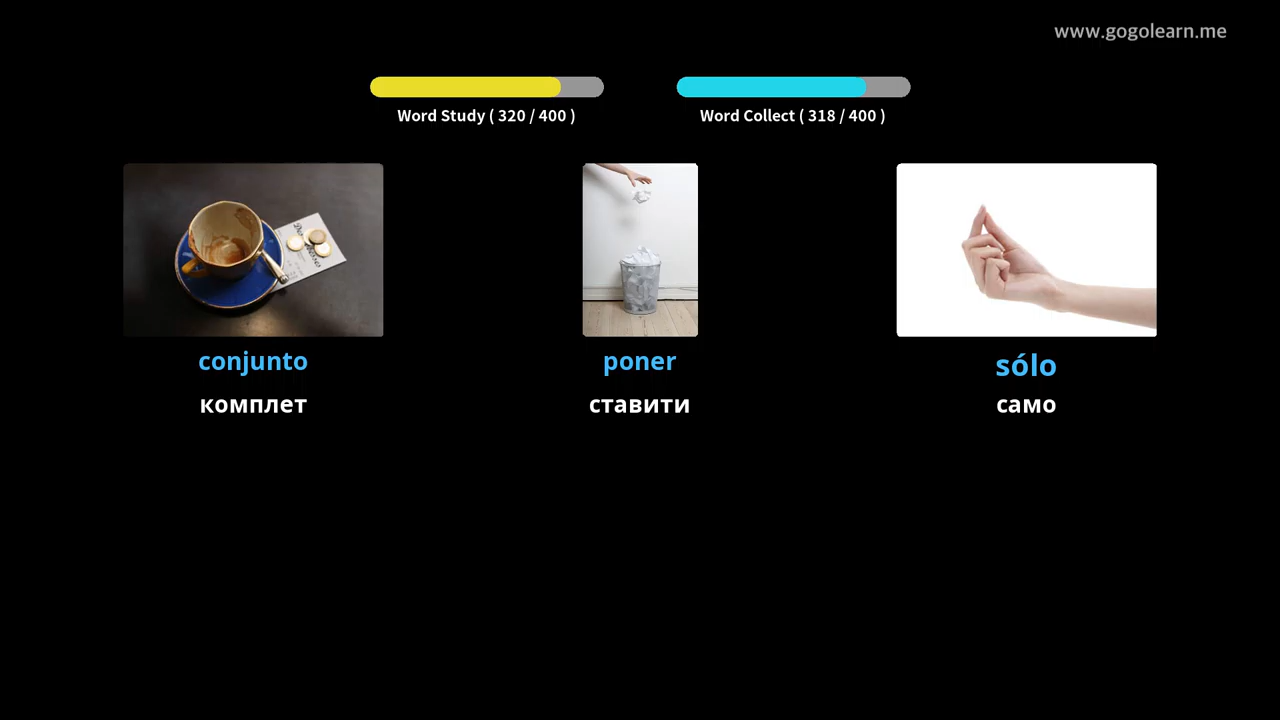 www.gogolearn.me
Word Study ( 320 / 400 )
Word Collect ( 318 / 400 )
conjunto
poner
sólo
комплет
ставити
само